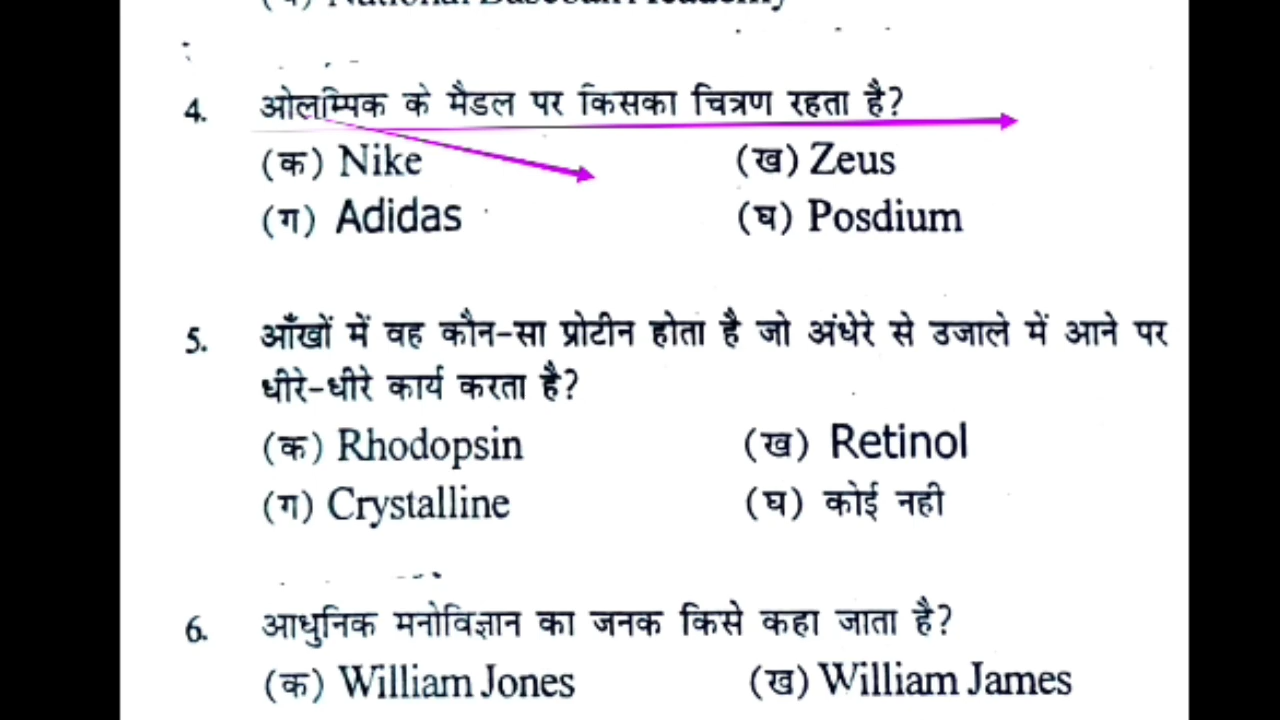 4. ओलम्पिक के मैडल पर किसका चित्रण रहता है?
(क) Nike (ख) Zeus
(ग) Adidas (घ) Posdium
5. आँखों में वह कौन-सा प्रोटीन होता है जो अंधेरे से उजाले में आने पर
धीरे-धीरे कार्य करता है?
(क) Rhodopsin (ख) Retinol
(ग) Crystalline (घ) कोई नही
6. आधुनिक मनोविज्ञान का जनक किसे कहा जाता है?
(क) William Jones (ख) William James